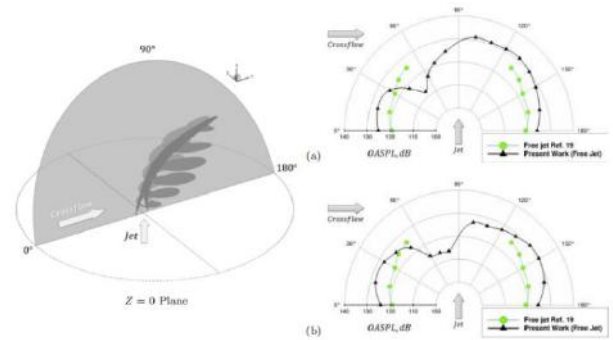 90°
180°
Crossflow
0°
Jet
Z = 0 Plane
Crossflow
90°
60°
120°
30°
150°
0°
180°
140 130 120 110 100
(a)
OASPL, dB
Jet
Free jet Ref. 19
Present Work (Free Jet)
Crossflow
90°
60°
120°
30°
150°
0°
180°
140 130 120 110 100
(b)
OASPL, dB
Jet
Free jet Ref. 19
Present Work (Free Jet)